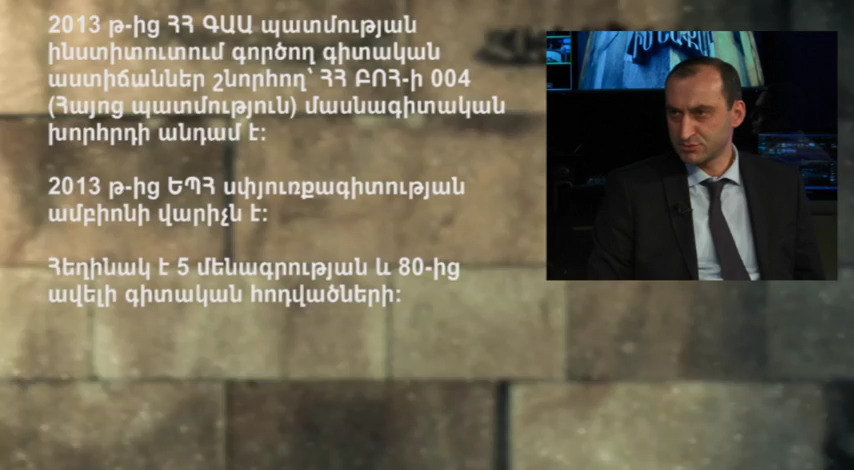 2013 թ-ից ՀՀ ԳԱԱ պատմության
ինստիտուտում գործող գիտական
աստիճաններ շնորհող՝ ՀՀ ԲՈՀ-ի 004
(Հայոց պատմություն) մասնագիտական
խորհրդի անդամ է:
2013 թ-ից ԵՊՀ սփյուռքագիտության
ամբիոնի վարիչն է:
Հեղինակ է 5 մենագրության և 80-ից
ավելի գիտական հոդվածների: